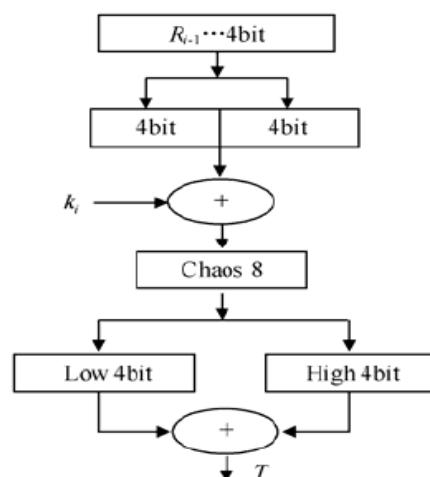 R_{i-1}⋯4bit
4bit 4bit
k_i +
Chaos 8
Low 4bit High 4bit
+
T